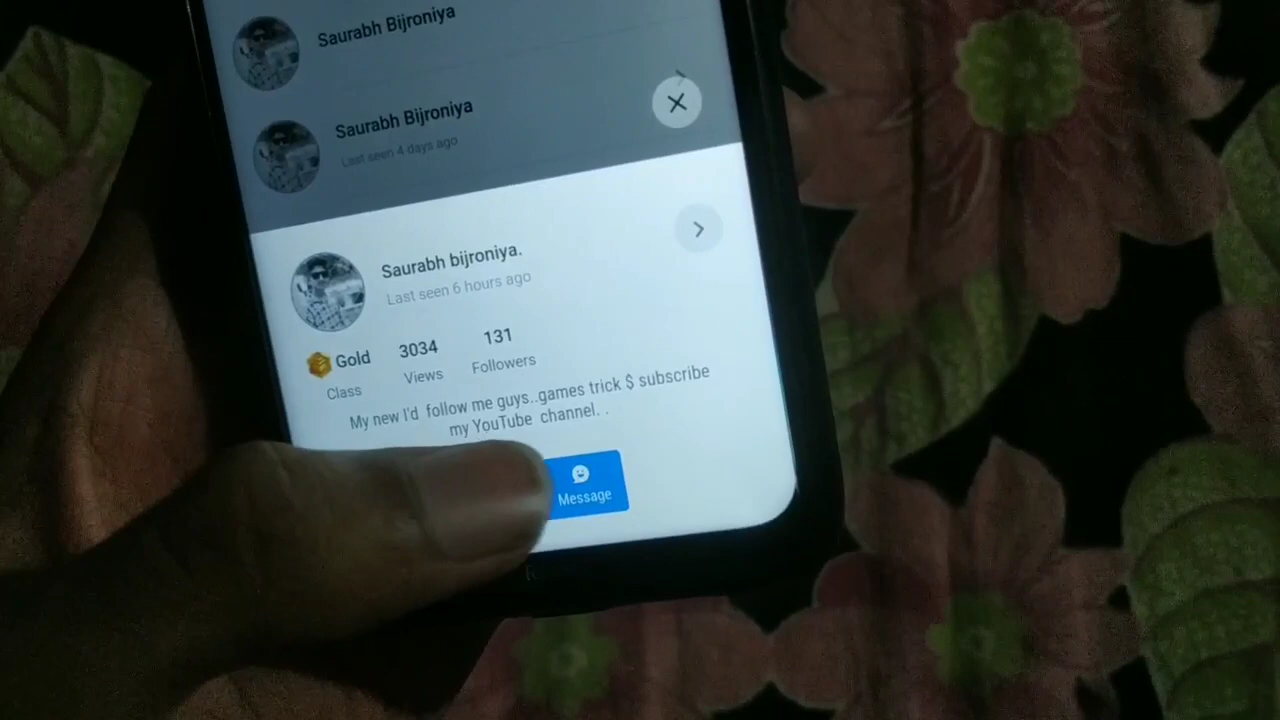 Saurabh Bijroniya
Saurabh Bijroniya
Last seen 4 days ago
Saurabh bijroniya.
Last seen 6 hours ago
Gold
Class
3034
Views
131
Followers
My new I'd follow me guys..games trick $ subscribe
my YouTube channel. .
Message